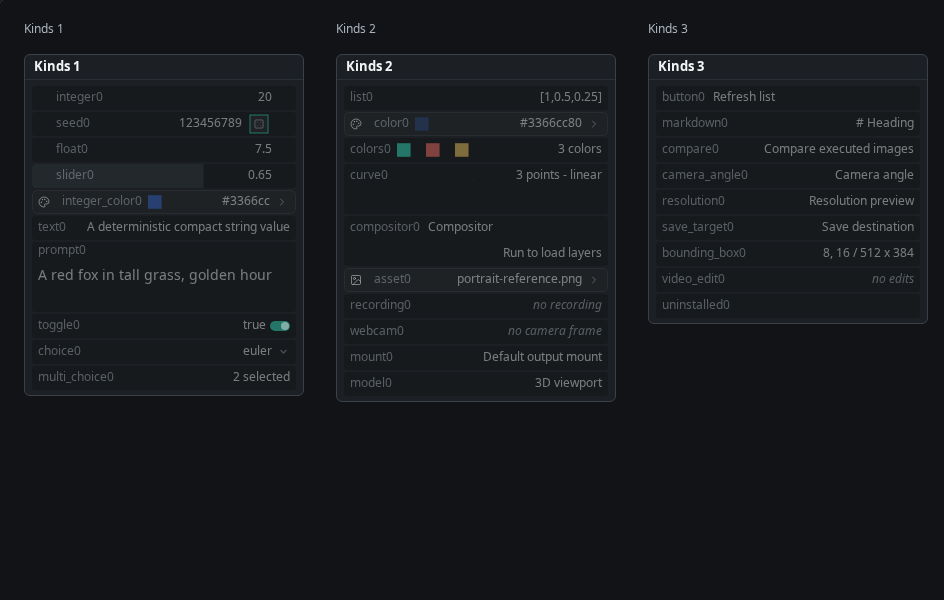 Kinds 1
Kinds 2
Kinds 3
Kinds 1
integer0 20
seed0 123456789
float0 7.5
slider0 0.65
integer_color0 #3366cc
text0 A deterministic compact string value
prompt0
A red fox in tall grass, golden hour
toggle0 true
choice0 euler
multi_choice0 2 selected
Kinds 2
list0 [1,0.5,0.25]
color0 #3366cc80
colors0 3 colors
curve0 3 points - linear
compositor0 Compositor
Run to load layers
asset0 portrait-reference.png
recording0 no recording
webcam0 no camera frame
mount0 Default output mount
model0 3D viewport
Kinds 3
button0 Refresh list
markdown0 # Heading
compare0 Compare executed images
camera_angle0 Camera angle
resolution0 Resolution preview
save_target0 Save destination
bounding_box0 8, 16 / 512 x 384
video_edit0 no edits
uninstalled0